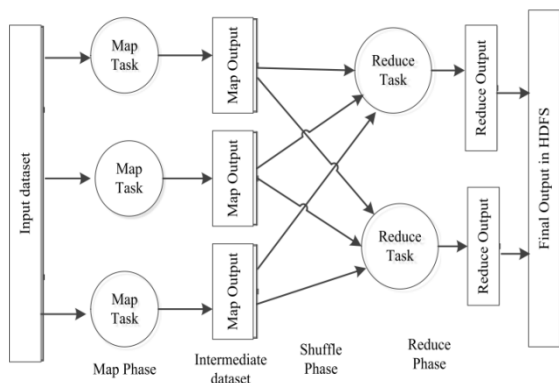 Input dataset
Map
Task
Map
Task
Map
Task
Map Output
Map Output
Map Output
Reduce
Task
Reduce
Task
Reduce Output
Reduce Output
Final Output in HDFS
Map Phase
Intermediate
dataset
Shuffle
Phase
Reduce
Phase